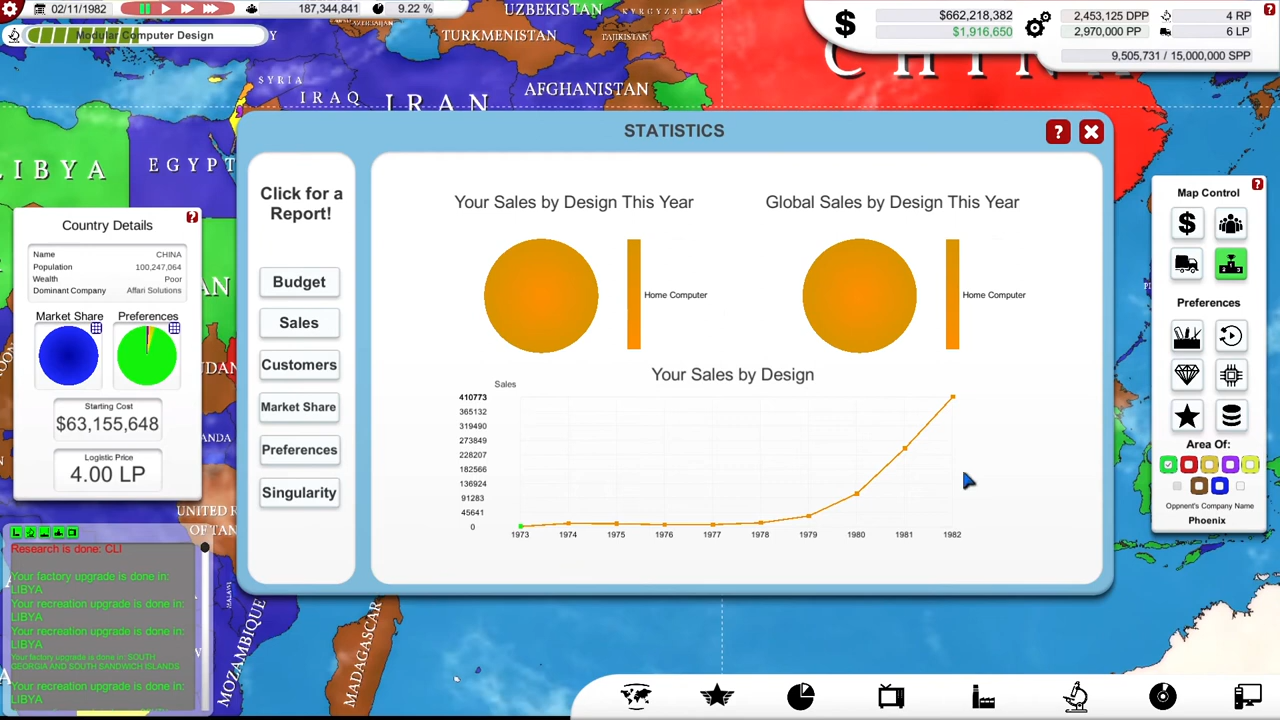 02/11/1982
187,344,841
9.22 %
UZBEKISTAN
KYRGYZSTAN
$662,218,382
$1,916,650
2,453,125 DPP
4 RP
2,970,000 PP
6 LP
9,505,731 / 15,000,000 SPP
Modular Computer Design
Y
TURKMENISTAN
TAJIKISTAN
CHINA
SYRIA
IRAQ
IRAN
AFGHANISTAN
LIBYA
EGYPT
STATISTICS
?
Click for a
Report!
Budget
Sales
Customers
Market Share
Preferences
Singularity
Your Sales by Design This Year
Home Computer
Global Sales by Design This Year
Home Computer
Your Sales by Design
Sales
410773
365132
319490
273849
228207
182566
136924
91283
45641
0
1973
1974
1975
1976
1977
1978
1979
1980
1981
1982
Country Details
?
Name CHINA
Population 100,247,064
Wealth Poor
Dominant Company Affari Solutions
Market Share
Preferences
Starting Cost
$63,155,648
Logistic Price
4.00 LP
UDAN
ANDA
UNITED R
OF TAN
Research is done: CLI
Your factory upgrade is done in:
LIBYA
Your recreation upgrade is done in:
LIBYA
Your recreation upgrade is done in:
LIBYA
Your factory upgrade is done in: SOUTH
GEORGIA AND SOUTH SANDWICH ISLANDS
Your recreation upgrade is done in:
LIBYA
MALAWI
MOZAMBIQUE
MADAGASCAR
Map Control
?
$
Preferences
Area Of:
Oppnent's Company Name
Phoenix